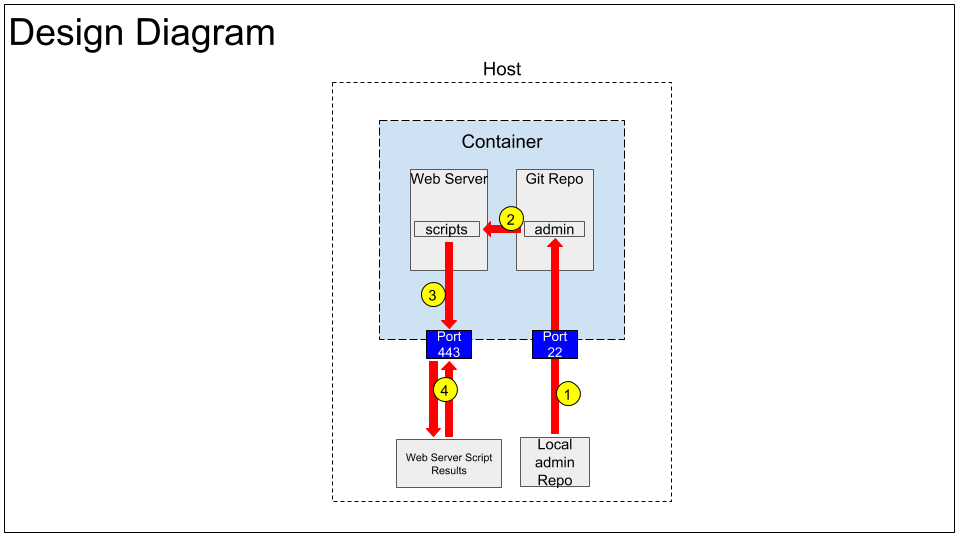 Design Diagram
Host
Container
Web Server
Git Repo
2
scripts
admin
3
Port
443
Port
22
4
1
Web Server Script
Results
Local
admin
Repo